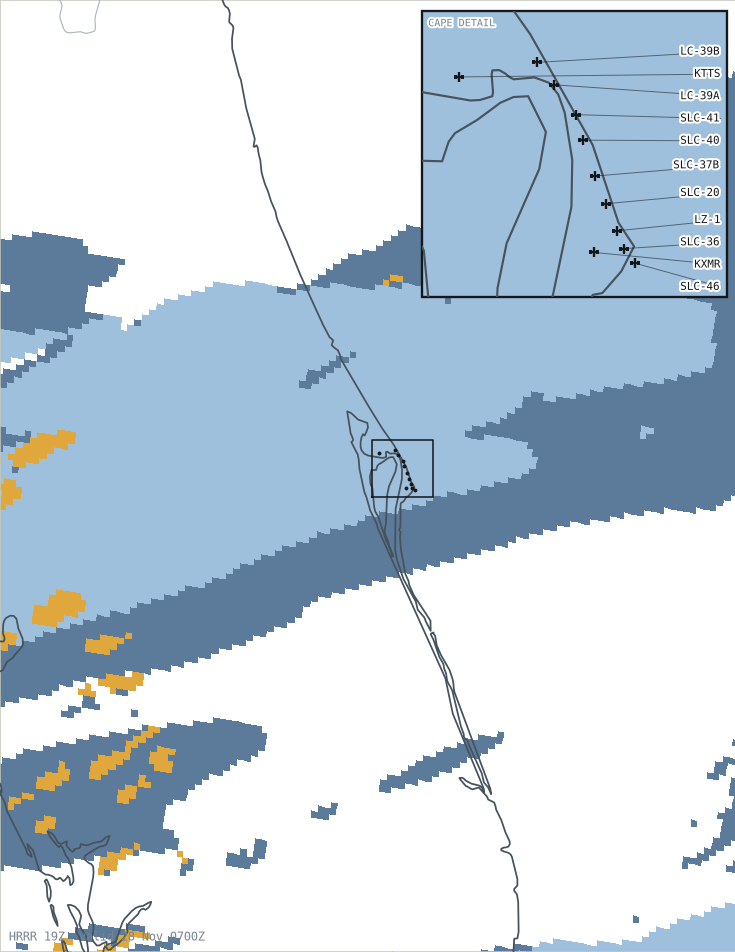 CAPE DETAIL
LC-39B
KTTS
LC-39A
SLC-41
SLC-40
SLC-37B
SLC-20
LZ-1
SLC-36
KXMR
SLC-46
HRRR 19Z Nov 0700Z